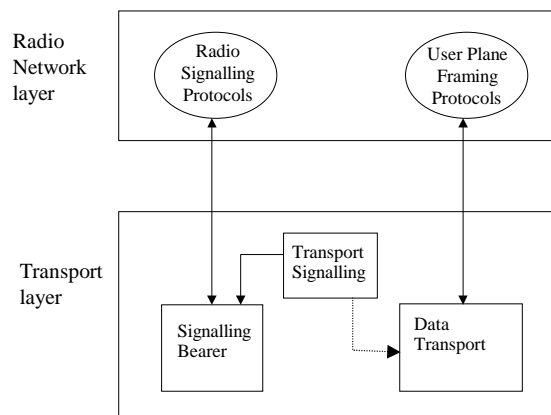 Radio
Network
layer
Radio
Signalling
Protocols
User Plane
Framing
Protocols
Transport
layer
Transport
Signalling
Signalling
Bearer
Data
Transport